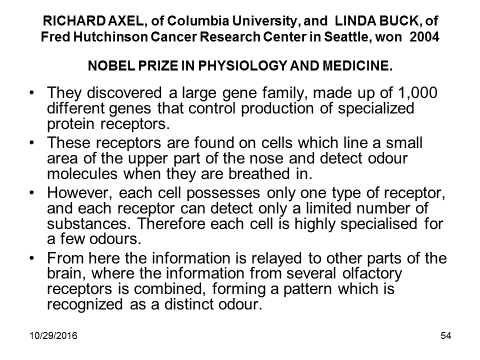 RICHARD AXEL, of Columbia University, and LINDA BUCK, of
Fred Hutchinson Cancer Research Center in Seattle, won 2004
NOBEL PRIZE IN PHYSIOLOGY AND MEDICINE.
• They discovered a large gene family, made up of 1,000
different genes that control production of specialized
protein receptors.
• These receptors are found on cells which line a small
area of the upper part of the nose and detect odour
molecules when they are breathed in.
• However, each cell possesses only one type of receptor,
and each receptor can detect only a limited number of
substances. Therefore each cell is highly specialised for
a few odours.
• From here the information is relayed to other parts of the
brain, where the information from several olfactory
receptors is combined, forming a pattern which is
recognized as a distinct odour.
10/29/2016 54